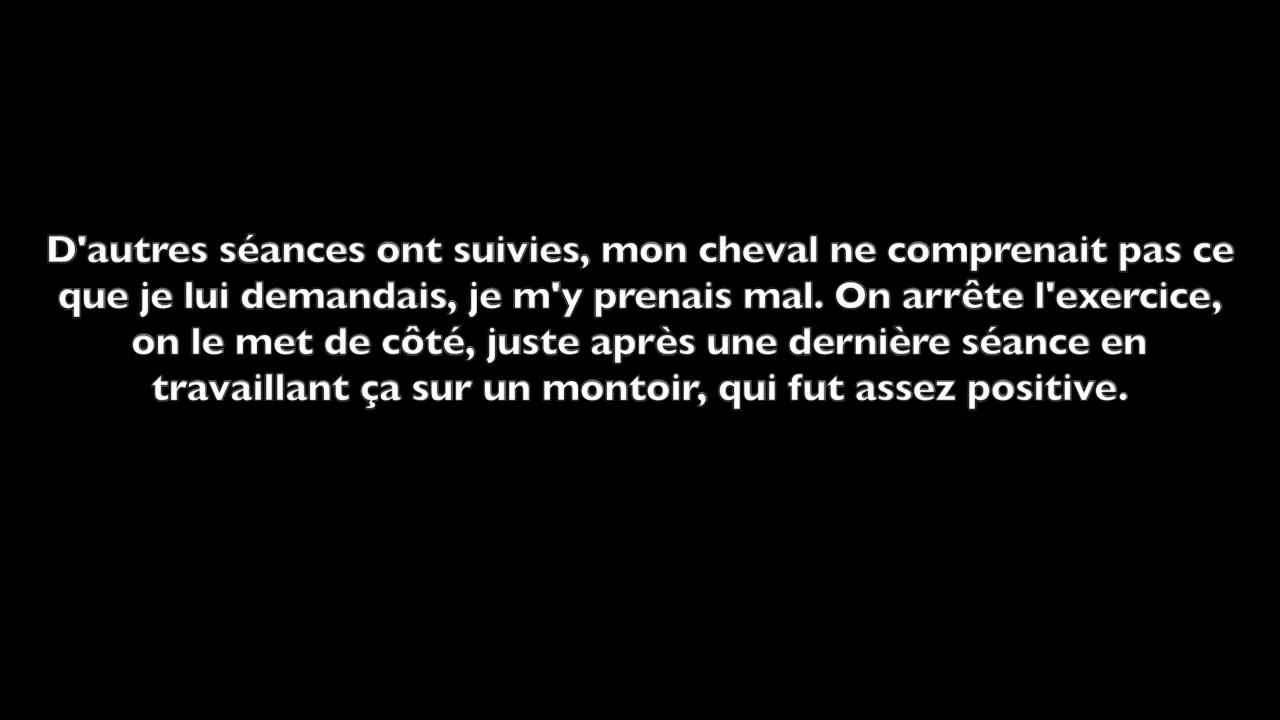 D'autres séances ont suivies, mon cheval ne comprenait pas ce
que je lui demandais, je m'y prenais mal. On arrête l'exercice,
on le met de côté, juste après une dernière séance en
travaillant ça sur un montoir, qui fut assez positive.